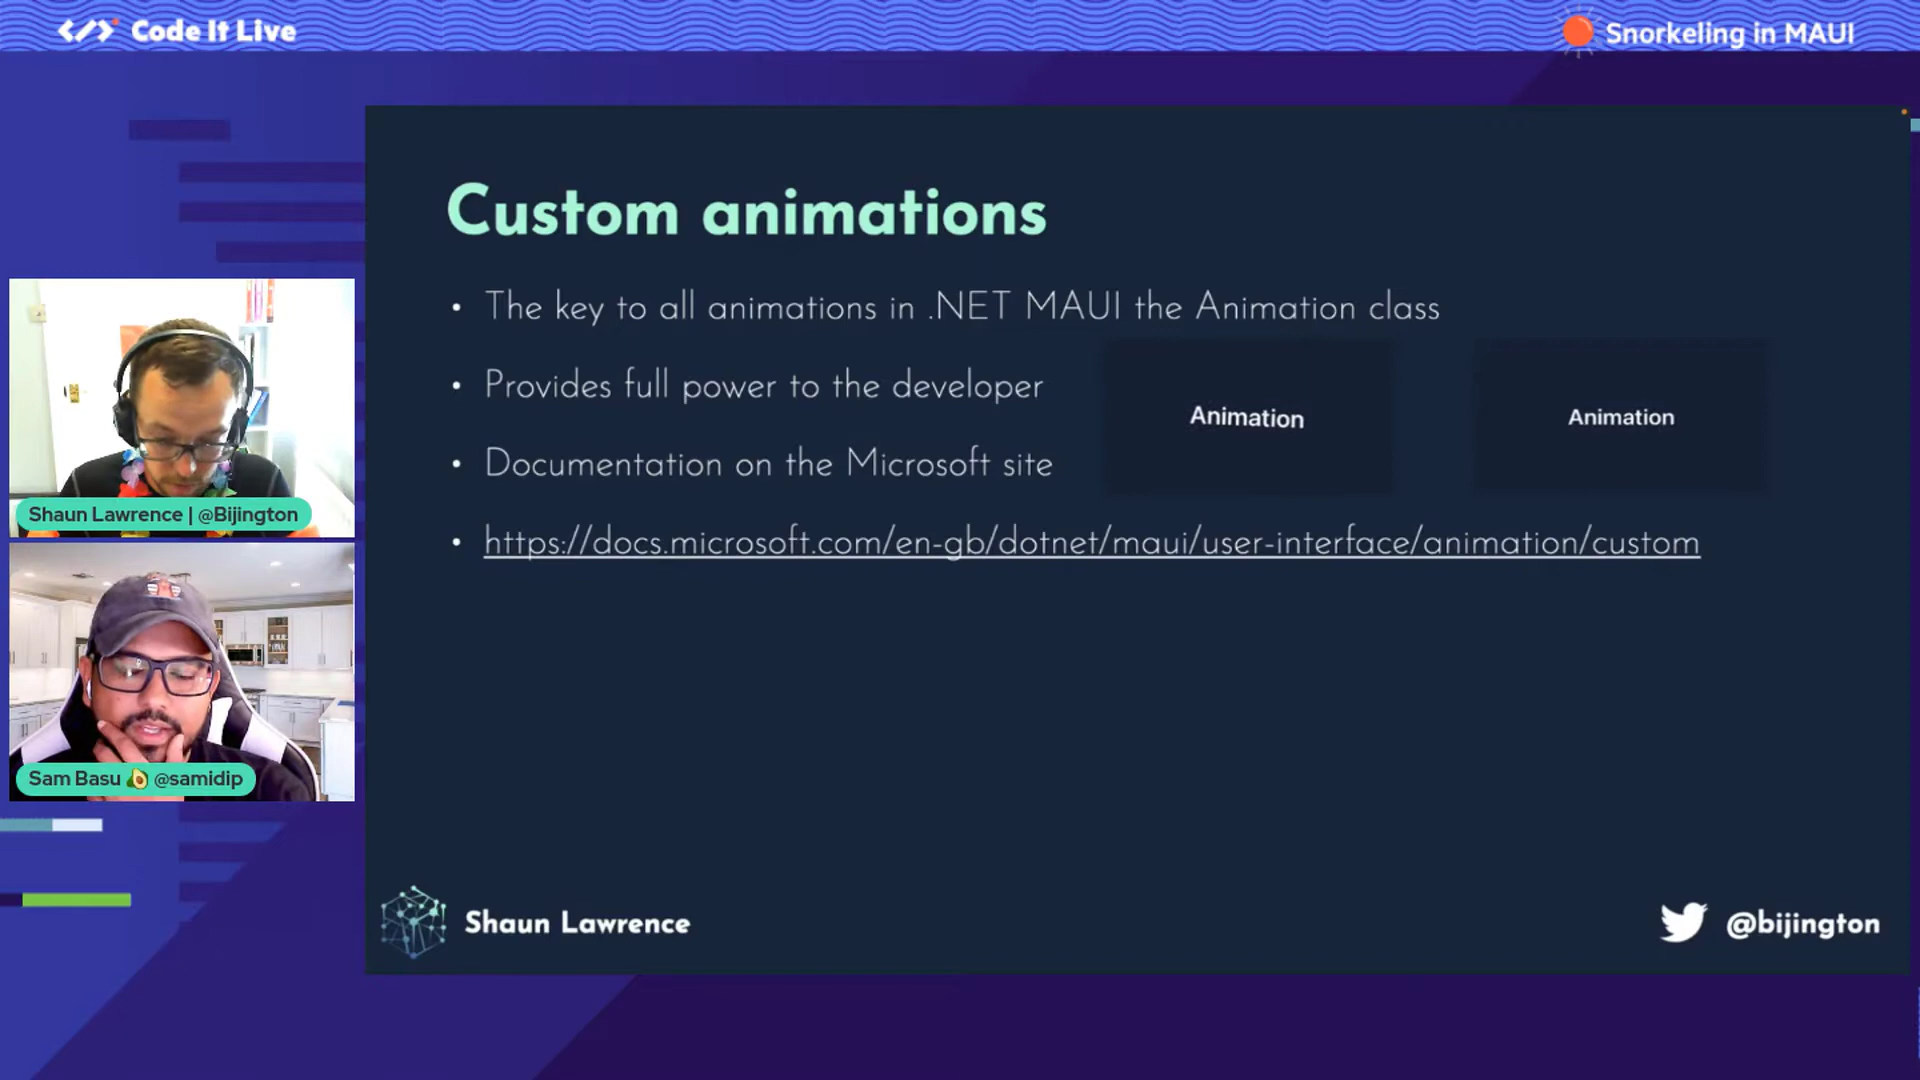 Code It Live
Snorkeling in MAUI
Custom animations
• The key to all animations in .NET MAUI the Animation class
• Provides full power to the developer
• Documentation on the Microsoft site
• https://docs.microsoft.com/en-gb/dotnet/maui/user-interface/animation/custom
Animation
Animation
Shaun Lawrence | @Bijington
Sam Basu 🥑 @samidip
Shaun Lawrence
@bijington